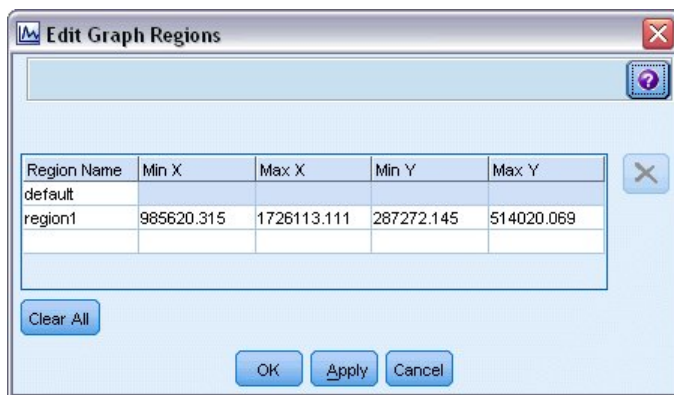 Edit Graph Regions
Region Name Min X Max X Min Y Max Y
default
region1 985620.315 1726113.111 287272.145 514020.069
Clear All
OK Apply Cancel